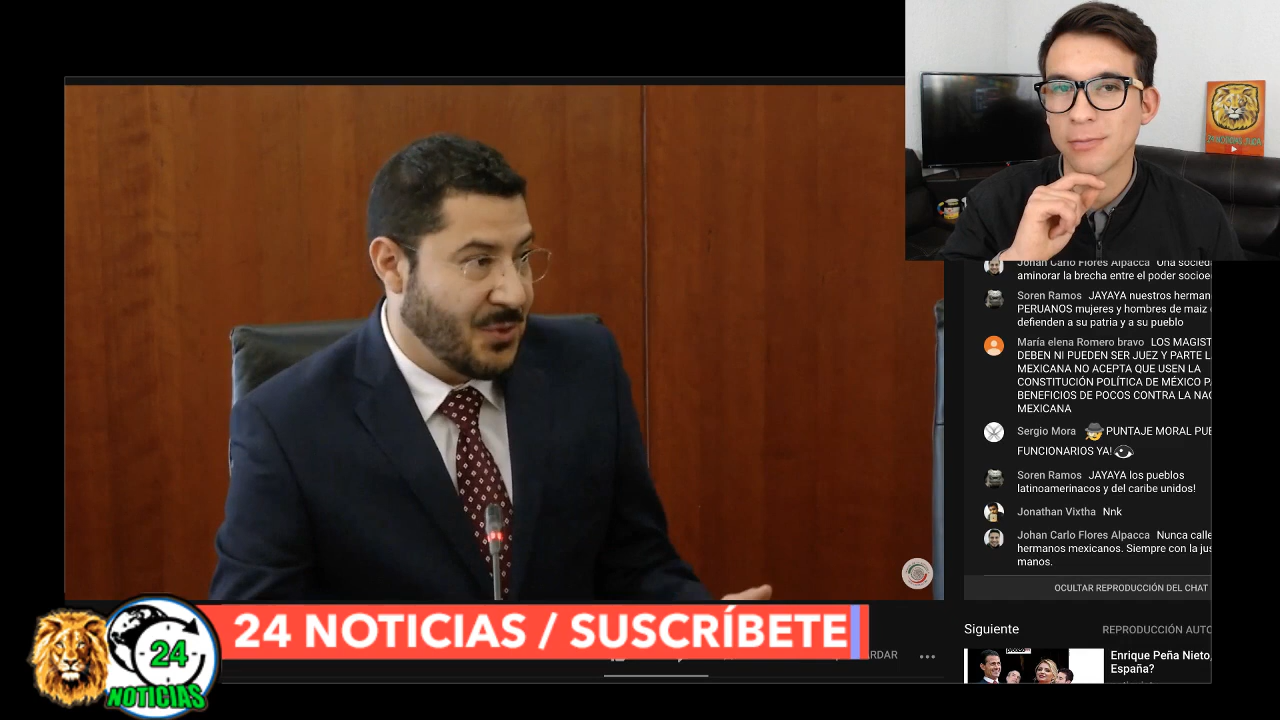 Johan Carlo Flores Alpacca Una socied
aminorar la brecha entre el poder socioe
Soren Ramos JAYAYA nuestros herman
PERUANOS mujeres y hombres de maiz
defienden a su patria y a su pueblo
María elena Romero bravo LOS MAGIST
DEBEN NI PUEDEN SER JUEZ Y PARTE L
MEXICANA NO ACEPTA QUE USEN LA
CONSTITUCIÓN POLÍTICA DE MÉXICO P
BENEFICIOS DE POCOS CONTRA LA NAC
MEXICANA
Sergio Mora PUNTAJE MORAL PUE
FUNCIONARIOS YA!
Soren Ramos JAYAYA los pueblos
latinoamerinacos y del caribe unidos!
Jonathan Vixtha Nnk
Johan Carlo Flores Alpacca Nunca calle
hermanos mexicanos. Siempre con la jus
manos.
OCULTAR REPRODUCCIÓN DEL CHAT
24 NOTICIAS / SUSCRÍBETE
24
NOTICIAS
RDAR
Siguiente
REPRODUCCIÓN AUTO
Enrique Peña Nieto,
España?